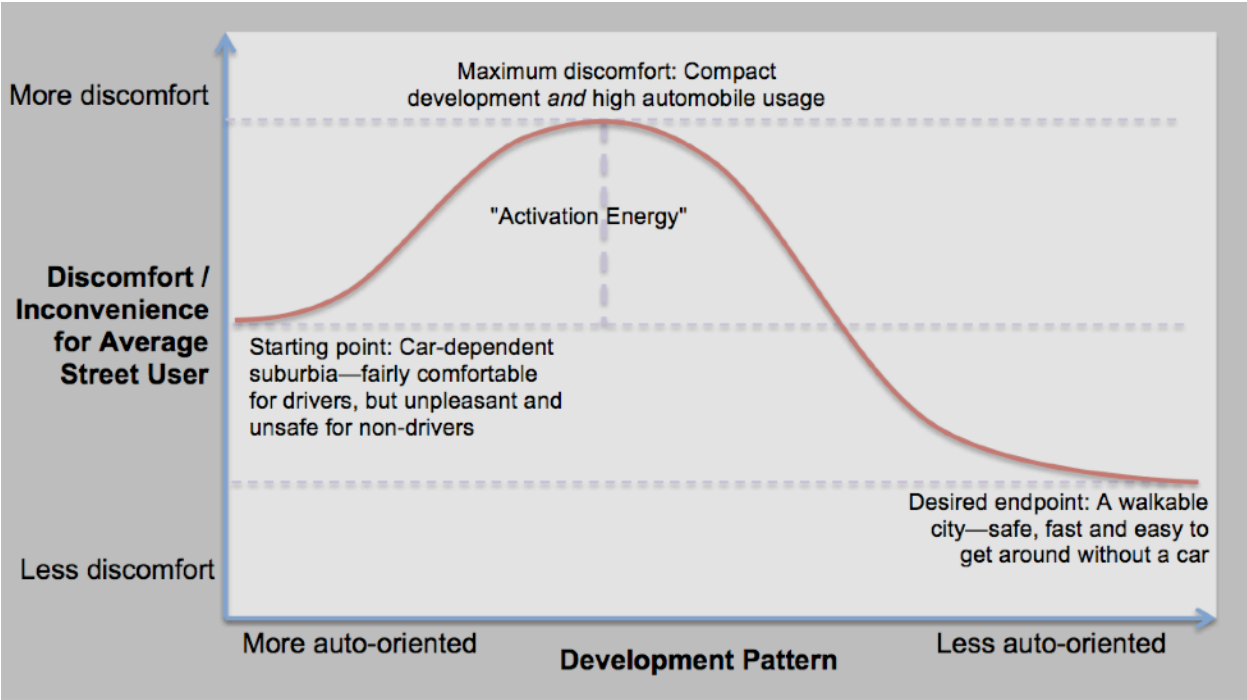 More discomfort
Maximum discomfort: Compact
development and high automobile usage
"Activation Energy"
Discomfort /
Inconvenience
for Average
Street User
Starting point: Car-dependent
suburbia—fairly comfortable
for drivers, but unpleasant and
unsafe for non-drivers
Desired endpoint: A walkable
city—safe, fast and easy to
get around without a car
Less discomfort
More auto-oriented
Development Pattern
Less auto-oriented